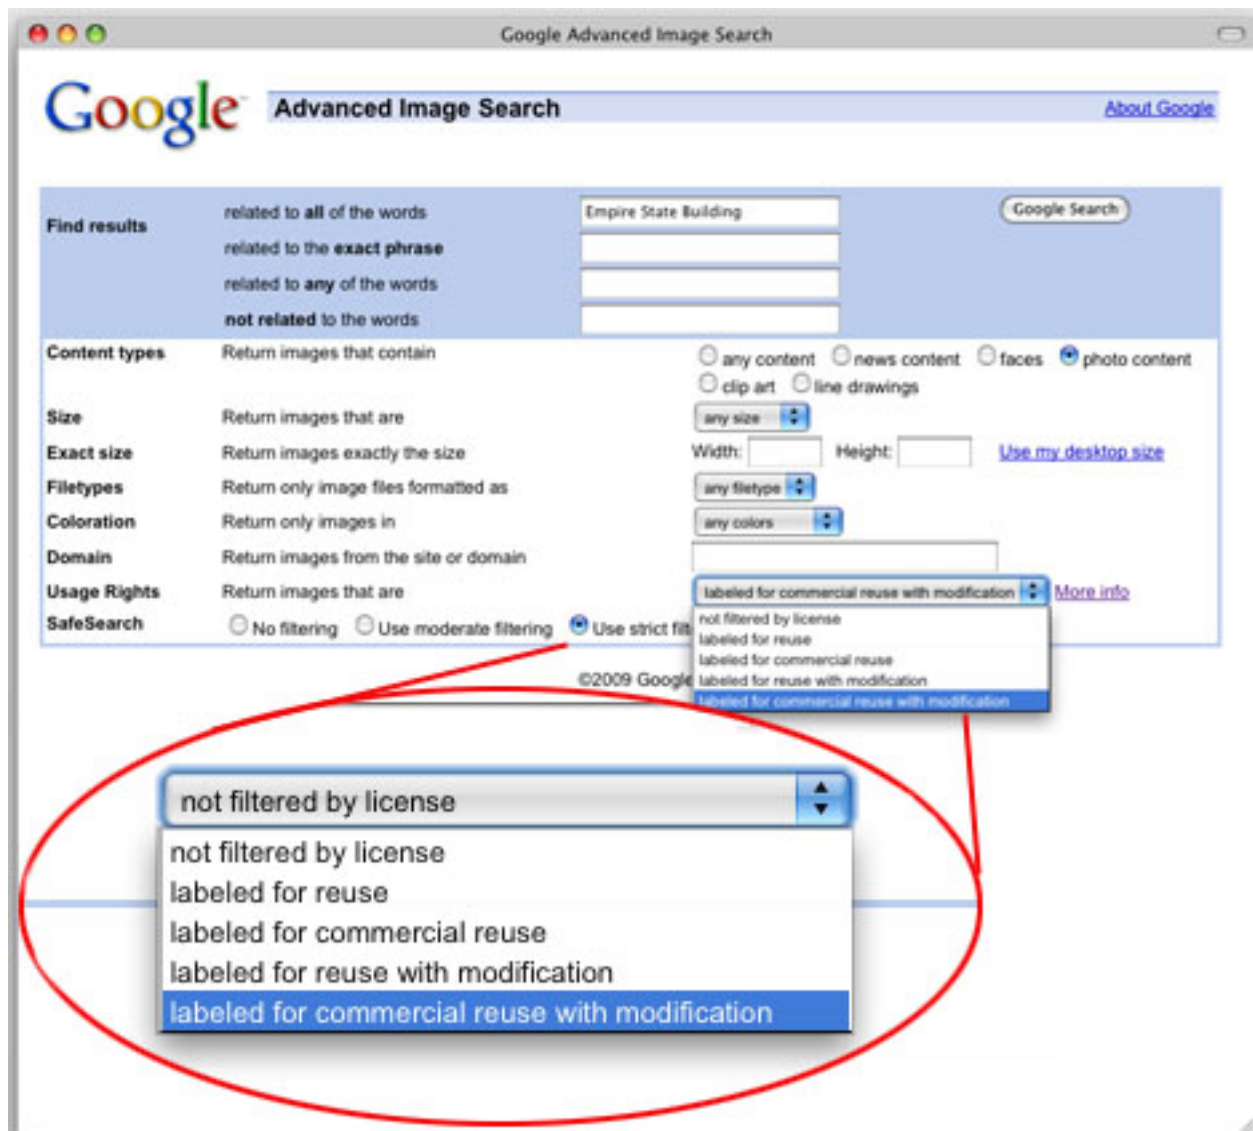 Google Advanced Image Search
Google Advanced Image Search About Google
Find results related to all of the words Empire State Building Google Search
related to the exact phrase
related to any of the words
not related to the words
Content types Return images that contain any content news content faces photo content
clip art line drawings
Size Return images that are any size
Exact size Return images exactly the size Width: Height: Use my desktop size
Filetypes Return only image files formatted as any filetype
Coloration Return only images in any colors
Domain Return images from the site or domain
Usage Rights Return images that are labeled for commercial reuse with modification More info
not filtered by license
SafeSearch No filtering Use moderate filtering Use strict filt
labeled for reuse
labeled for commercial reuse
©2009 Google labeled for reuse with modification
labeled for commercial reuse with modification
not filtered by license
not filtered by license
labeled for reuse
labeled for commercial reuse
labeled for reuse with modification
labeled for commercial reuse with modification